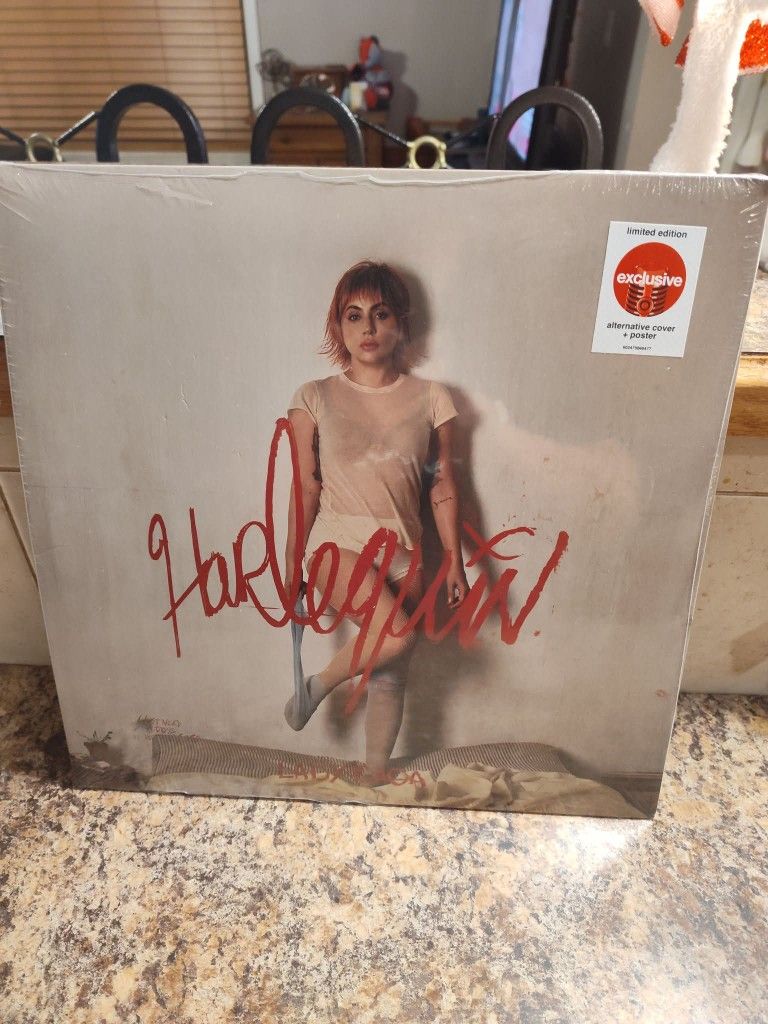 limited edition
exclusive
alternative cover
+ poster
Harlequin
LADY GAGA